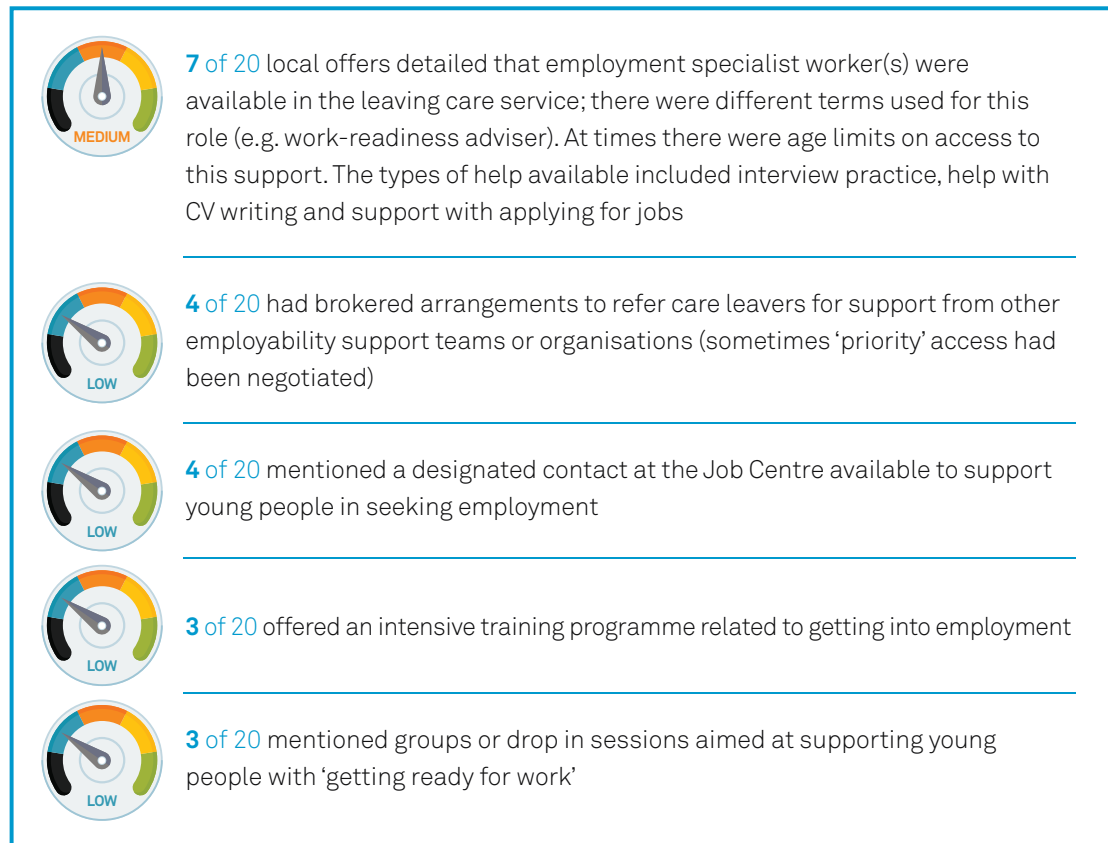 7 of 20 local offers detailed that employment specialist worker(s) were
available in the leaving care service; there were different terms used for this
role (e.g. work-readiness adviser). At times there were age limits on access to
this support. The types of help available included interview practice, help with
CV writing and support with applying for jobs
MEDIUM
4 of 20 had brokered arrangements to refer care leavers for support from other
employability support teams or organisations (sometimes ‘priority’ access had
been negotiated)
LOW
4 of 20 mentioned a designated contact at the Job Centre available to support
young people in seeking employment
LOW
3 of 20 offered an intensive training programme related to getting into employment
LOW
3 of 20 mentioned groups or drop in sessions aimed at supporting young
people with ‘getting ready for work’
LOW